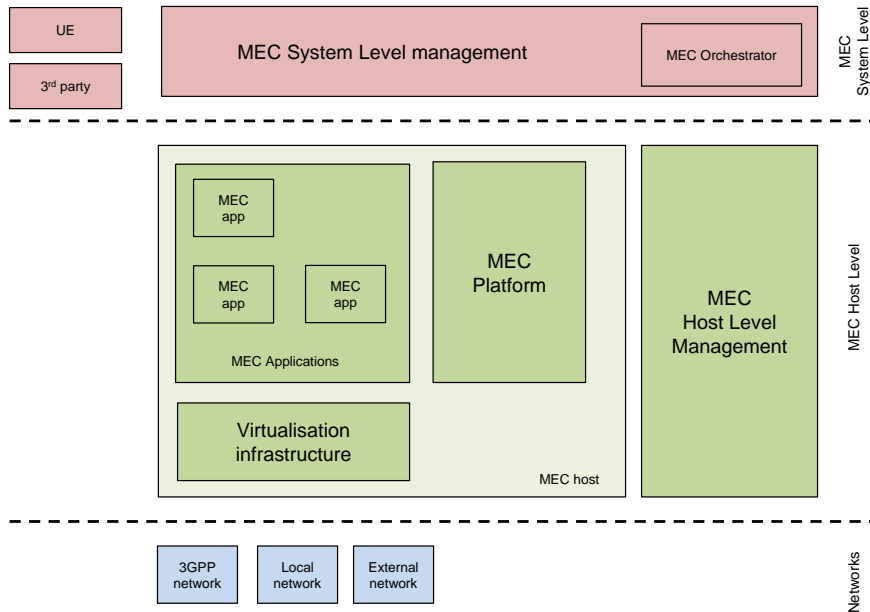 UE
3rd party
MEC System Level management
MEC Orchestrator
MEC
System Level
MEC
app
MEC
app
MEC
app
MEC Applications
MEC
Platform
Virtualisation
infrastructure
MEC host
MEC
Host Level
Management
MEC Host Level
3GPP
network
Local
network
External
network
Networks